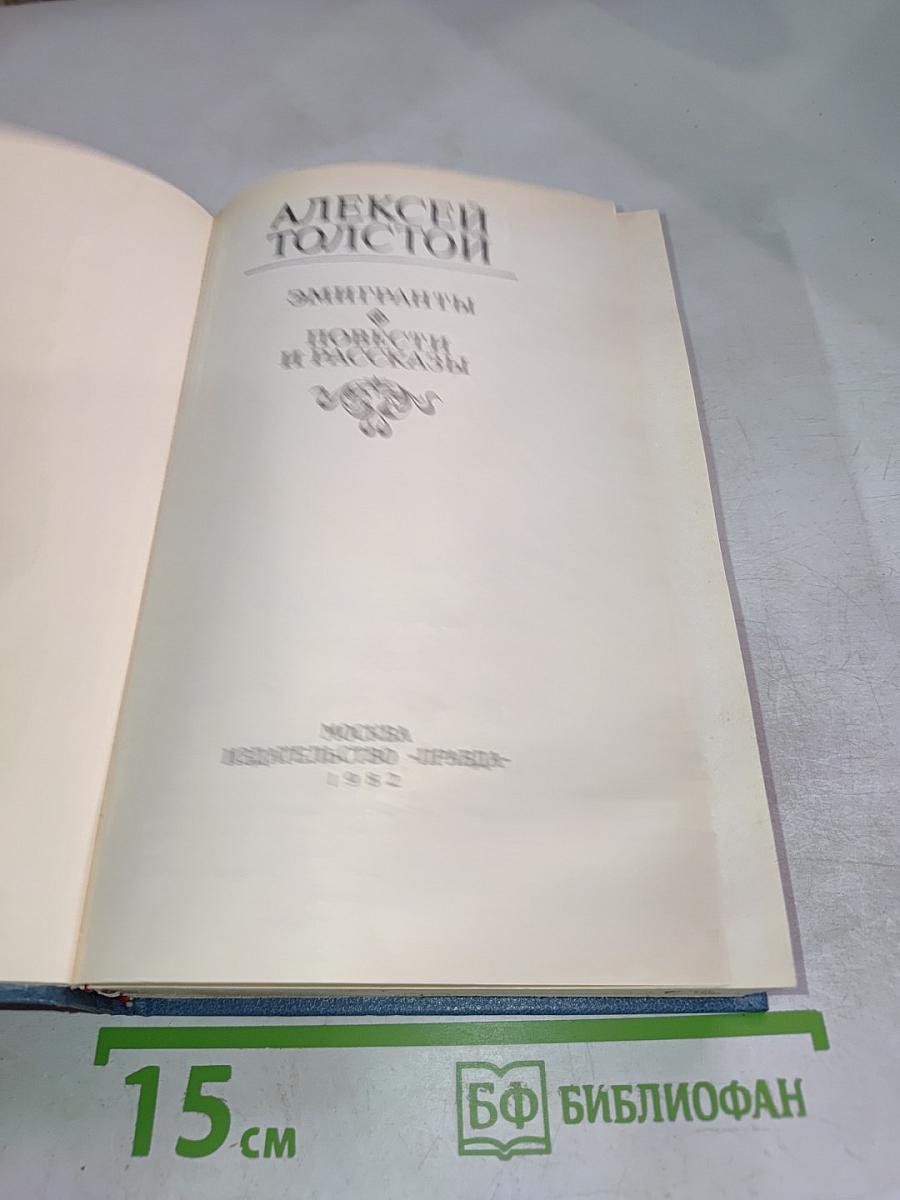 АЛЕКСЕЙ
ТОЛСТОЙ
ЭМИГРАНТЫ
ПОВЕСТИ
И РАССКАЗЫ
МОСКВА
ИЗДАТЕЛЬСТВО «ПРАВДА»
1982
15 см
БФ БИБЛИОФАН